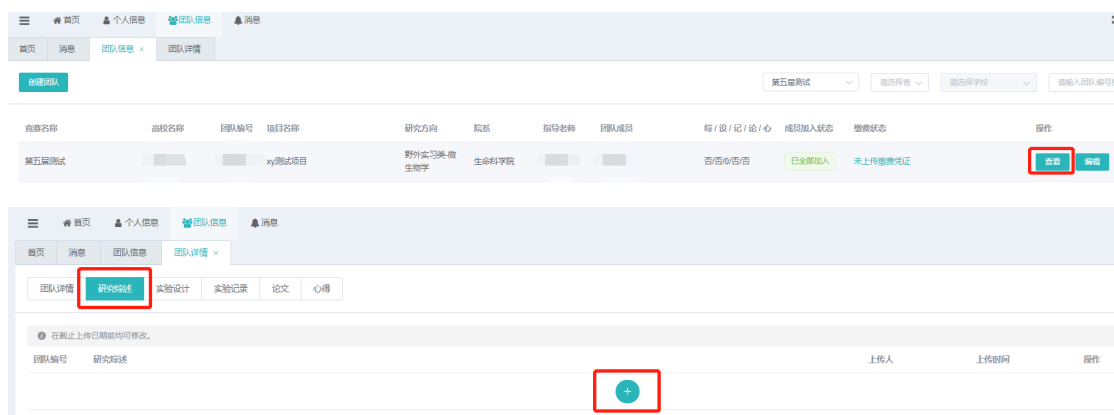 首页 个人信息 团队信息 消息
首页 消息 团队信息 × 团队详情
创建团队 第五届测试 请选择省 请选择学校 请输入团队编号
竞赛名称 高校名称 团队编号 项目名称 研究方向 院系 指导老师 团队成员 综/设/记/论/心 成员加入状态 缴费状态 操作
第五届测试 xy测试项目 野外实习类-微 生命科学院 否/否/0/否/否 已全部加入 未上传缴费凭证 查看 编辑
生物学
首页 个人信息 团队信息 消息
首页 消息 团队信息 团队详情 ×
团队详情 研究综述 实验设计 实验记录 论文 心得
在截止上传日期前均可修改。
团队编号 研究综述 上传人 上传时间 操作
+